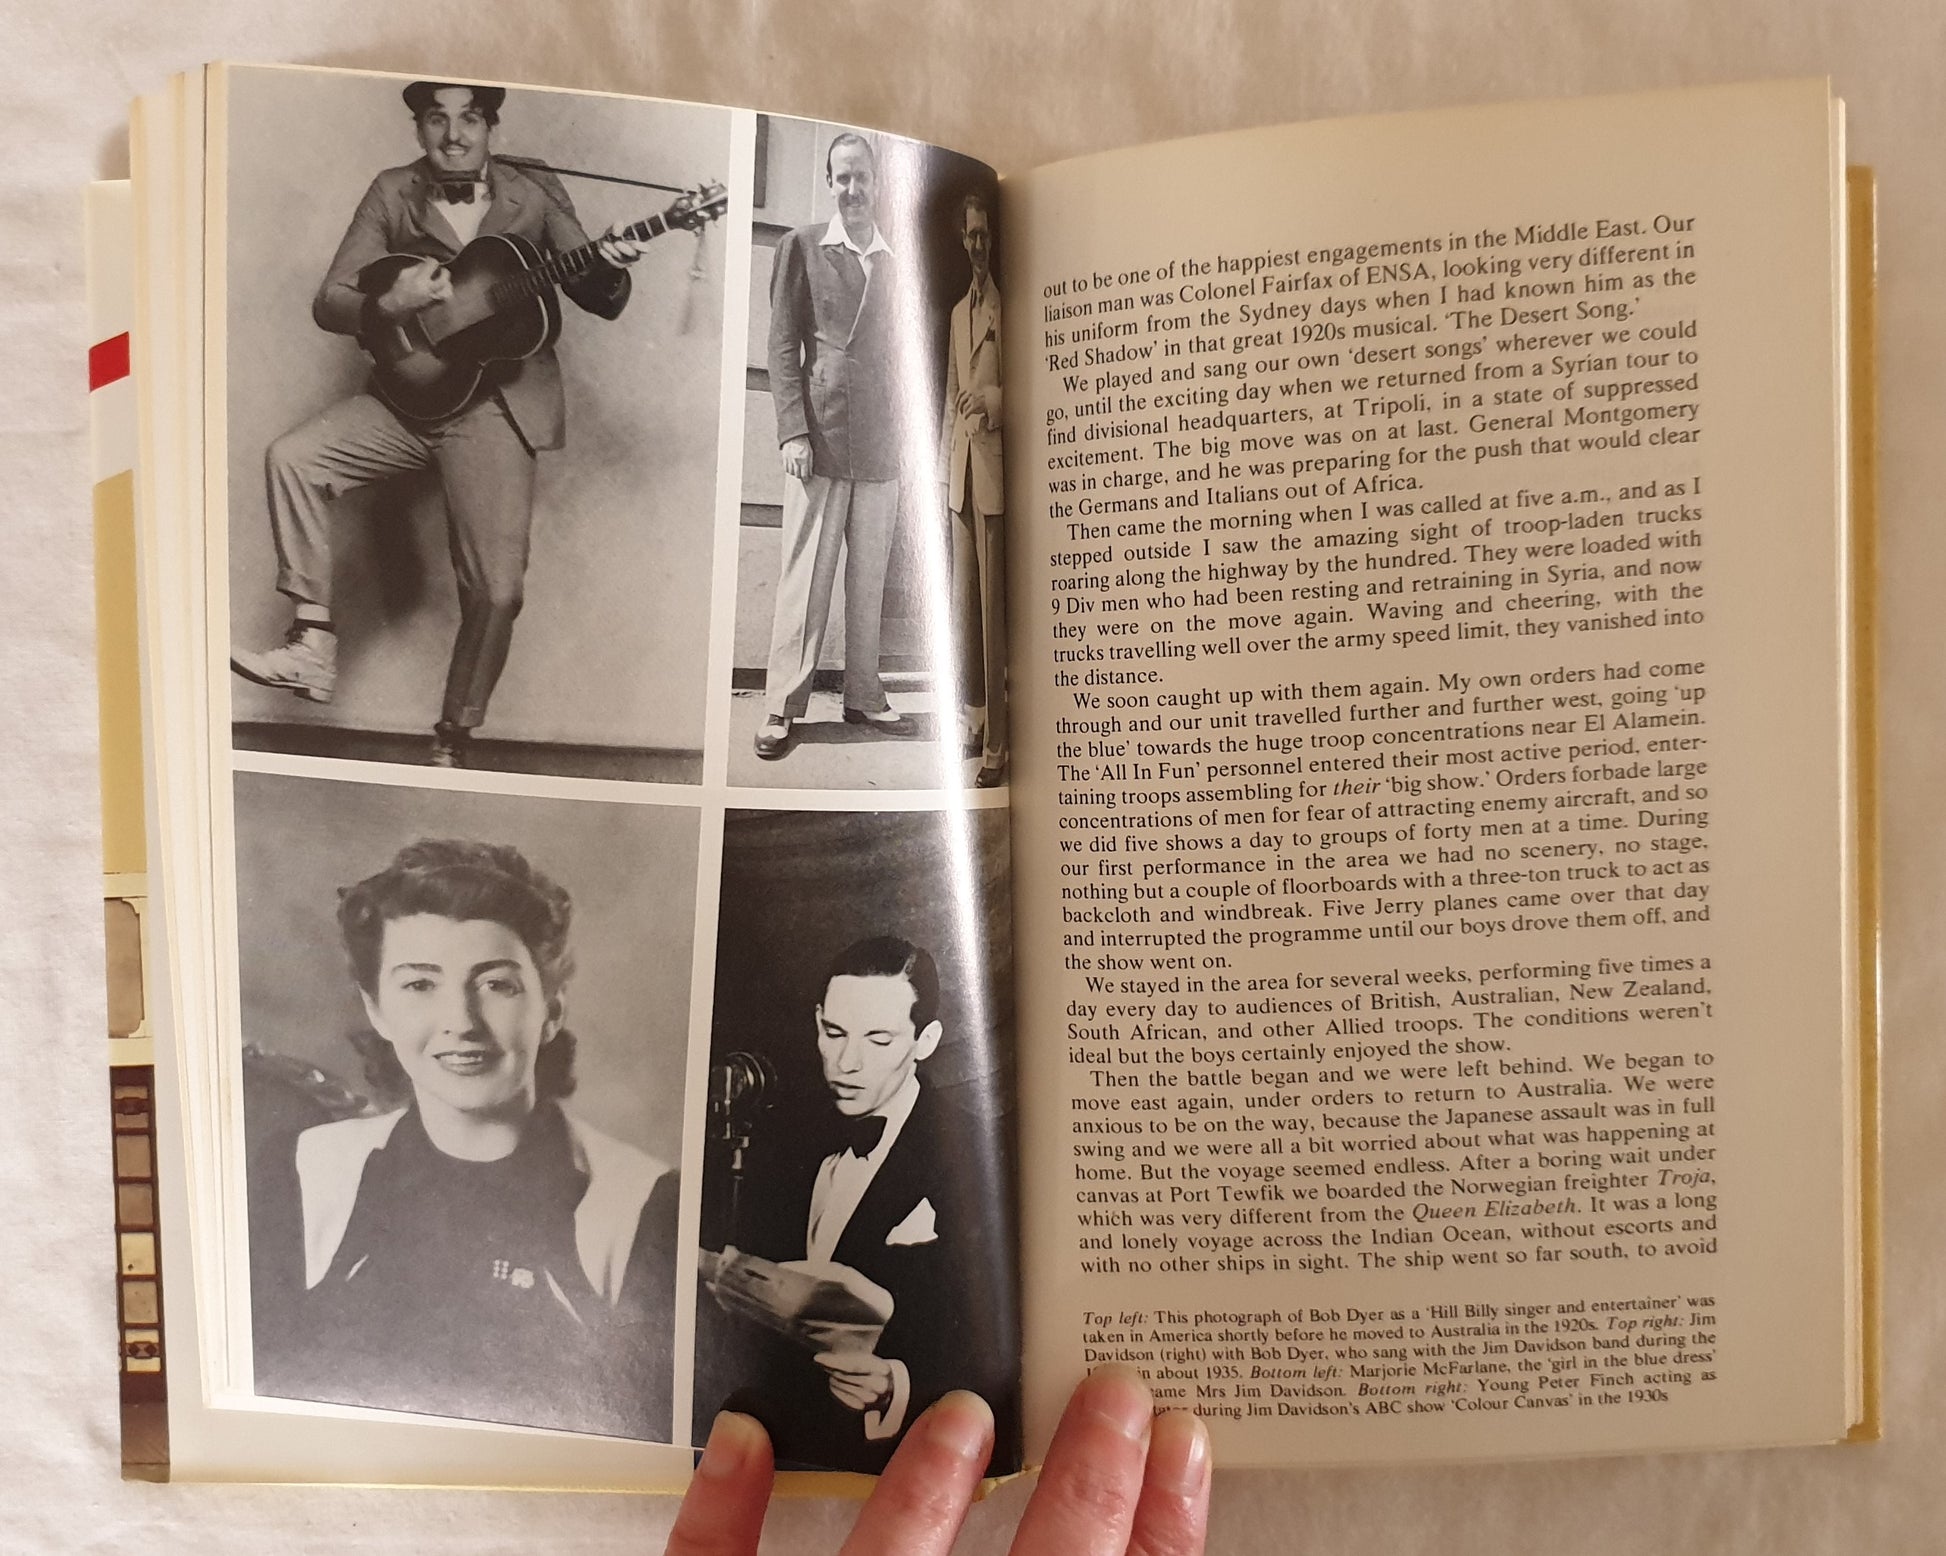 out to be one of the happiest engagements in the Middle East. Our
liaison man was Colonel Fairfax of ENSA, looking very different in
his uniform from the Sydney days when I had known him as the
'Red Shadow' in that great 1920s musical. 'The Desert Song.'
We played and sang our own 'desert songs' wherever we could
go, until the exciting day when we returned from a Syrian tour to
find divisional headquarters, at Tripoli, in a state of suppressed
excitement. The big move was on at last. General Montgomery
was in charge, and he was preparing for the push that would clear
the Germans and Italians out of Africa.
Then came the morning when I was called at five a.m., and as I
stepped outside I saw the amazing sight of troop-laden trucks
roaring along the highway by the hundred. They were loaded with
9 Div men who had been resting and retraining in Syria, and now
they were on the move again. Waving and cheering, with the
trucks travelling well over the army speed limit, they vanished into
the distance.
We soon caught up with them again. My own orders had come
through and our unit travelled further and further west, going 'up
the blue' towards the huge troop concentrations near El Alamein.
The 'All In Fun' personnel entered their most active period, enter-
taining troops assembling for their 'big show.' Orders forbade large
concentrations of men for fear of attracting enemy aircraft, and so
we did five shows a day to groups of forty men at a time. During
our first performance in the area we had no scenery, no stage,
nothing but a couple of floorboards with a three-ton truck to act as
backcloth and windbreak. Five Jerry planes came over that day
and interrupted the programme until our boys drove them off, and
the show went on.
We stayed in the area for several weeks, performing five times a
day every day to audiences of British, Australian, New Zealand,
South African, and other Allied troops. The conditions weren't
ideal but the boys certainly enjoyed the show.
Then the battle began and we were left behind. We began to
move east again, under orders to return to Australia. We were
anxious to be on the way, because the Japanese assault was in full
swing and we were all a bit worried about what was happening at
home. But the voyage seemed endless. After a boring wait under
canvas at Port Tewfik we boarded the Norwegian freighter Troja,
which was very different from the Queen Elizabeth. It was a long
and lonely voyage across the Indian Ocean, without escorts and
with no other ships in sight. The ship went so far south, to avoid
Top left: This photograph of Bob Dyer as a 'Hill Billy singer and entertainer' was
taken in America shortly before he moved to Australia in the 1920s. Top right: Jim
Davidson (right) with Bob Dyer, who sang with the Jim Davidson band during the
in about 1935. Bottom left: Marjorie McFarlane, the 'girl in the blue dress'
Mrs Jim Davidson. Bottom right: Young Peter Finch acting as
during Jim Davidson's ABC show 'Colour Canvas' in the 1930s